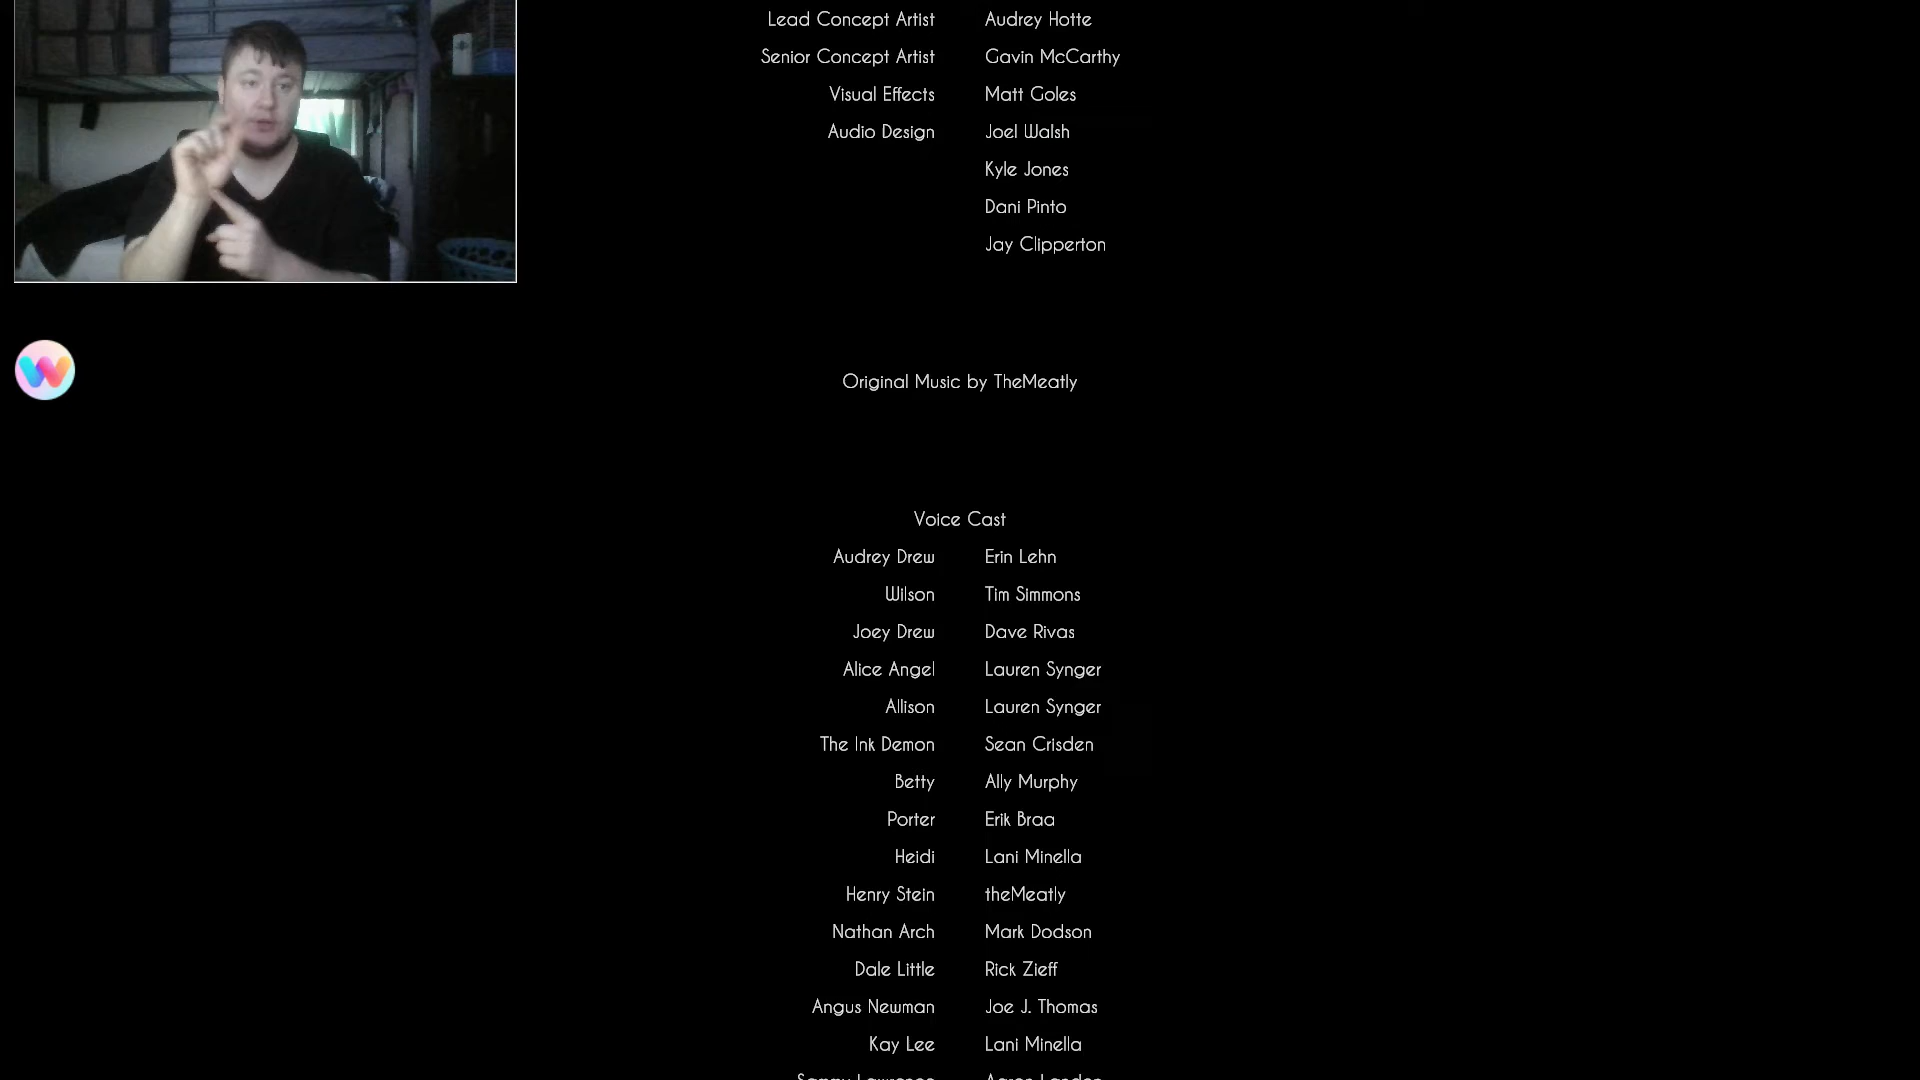 Lead Concept Artist Audrey Hotte
Senior Concept Artist Gavin McCarthy
Visual Effects Matt Goles
Audio Design Joel Walsh
Kyle Jones
Dani Pinto
Jay Clipperton
Original Music by TheMeatly
Voice Cast
Audrey Drew Erin Lehn
Wilson Tim Simmons
Joey Drew Dave Rivas
Alice Angel Lauren Synger
Allison Lauren Synger
The Ink Demon Sean Crisden
Betty Ally Murphy
Porter Erik Braa
Heidi Lani Minella
Henry Stein theMeatly
Nathan Arch Mark Dodson
Dale Little Rick Zieff
Angus Newman Joe J. Thomas
Kay Lee Lani Minella